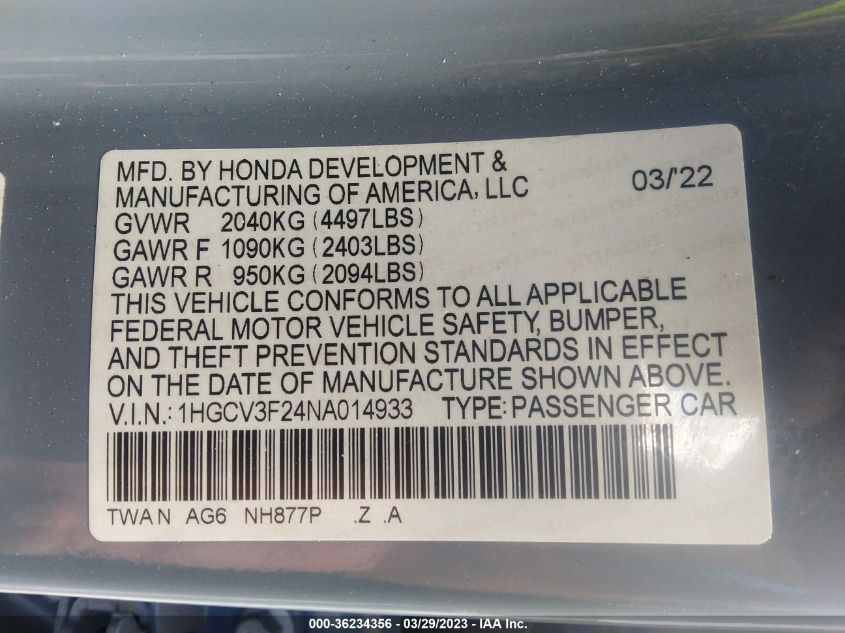 MFD. BY HONDA DEVELOPMENT &
MANUFACTURING OF AMERICA, LLC 03/'22
GVWR 2040KG (4497LBS)
GAWR F 1090KG (2403LBS)
GAWR R 950KG (2094LBS)
THIS VEHICLE CONFORMS TO ALL APPLICABLE
FEDERAL MOTOR VEHICLE SAFETY, BUMPER,
AND THEFT PREVENTION STANDARDS IN EFFECT
ON THE DATE OF MANUFACTURE SHOWN ABOVE.
V.I.N.: 1HGCV3F24NA014933 TYPE: PASSENGER CAR
TWA N AG6 NH877P .Z .A
000-36234356 - 03/29/2023 - IAA Inc.